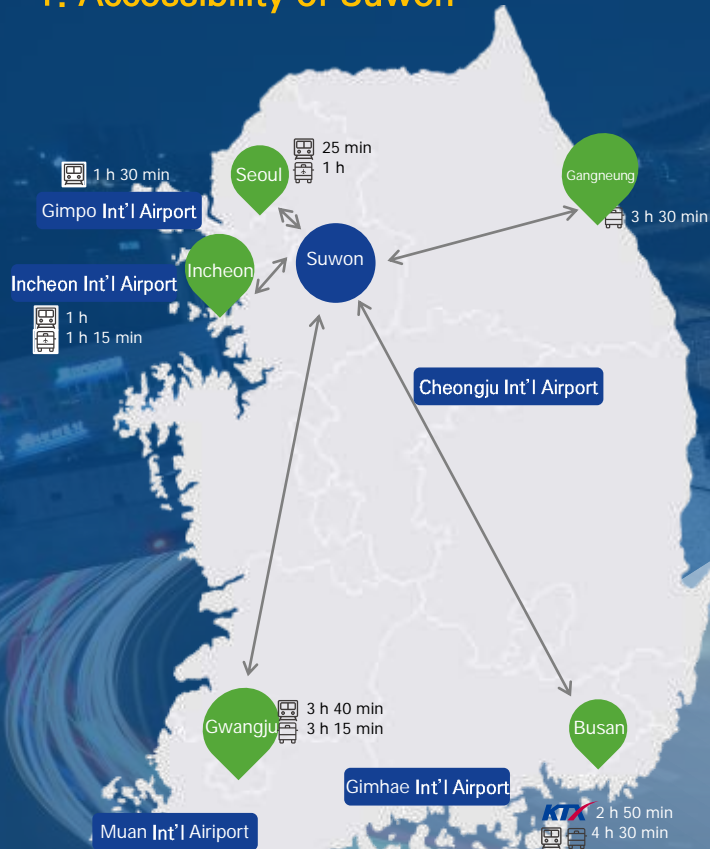 1. Accessibility of Suwon
25 min
Seoul
1 h
1 h 30 min
Gangneung
Gimpo Int'l Airport
3 h 30 min
Suwon
Incheon
Incheon Int'l Airport
1 h
1 h 15 min
Cheongju Int'l Airport
3 h 40 min
Gwangju
3 h 15 min
Busan
Gimhae Int'l Airport
KTX 2 h 50 min
4 h 30 min
Muan Int'l Airiport